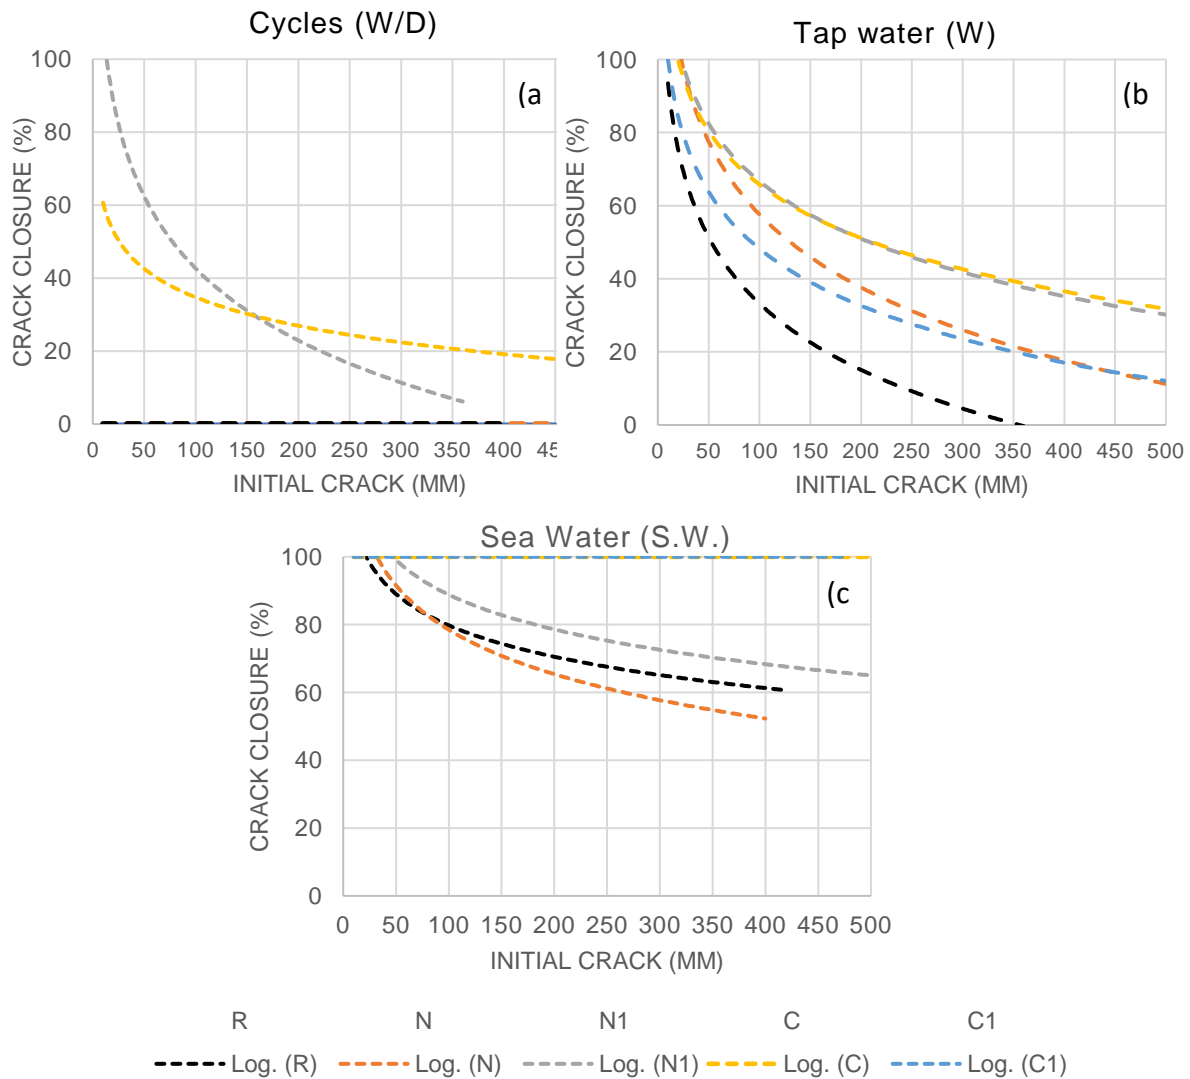 Cycles (W/D)
(a
CRACK CLOSURE (%)
100
80
60
40
20
0
0 50 100 150 200 250 300 350 400 45
INITIAL CRACK (MM)
Tap water (W)
(b
CRACK CLOSURE (%)
100
80
60
40
20
0
0 50 100 150 200 250 300 350 400 450 500
INITIAL CRACK (MM)
Sea Water (S.W.)
(c
CRACK CLOSURE (%)
100
80
60
40
20
0
0 50 100 150 200 250 300 350 400 450 500
INITIAL CRACK (MM)
R N N1 C C1
Log. (R) Log. (N) Log. (N1) Log. (C) Log. (C1)